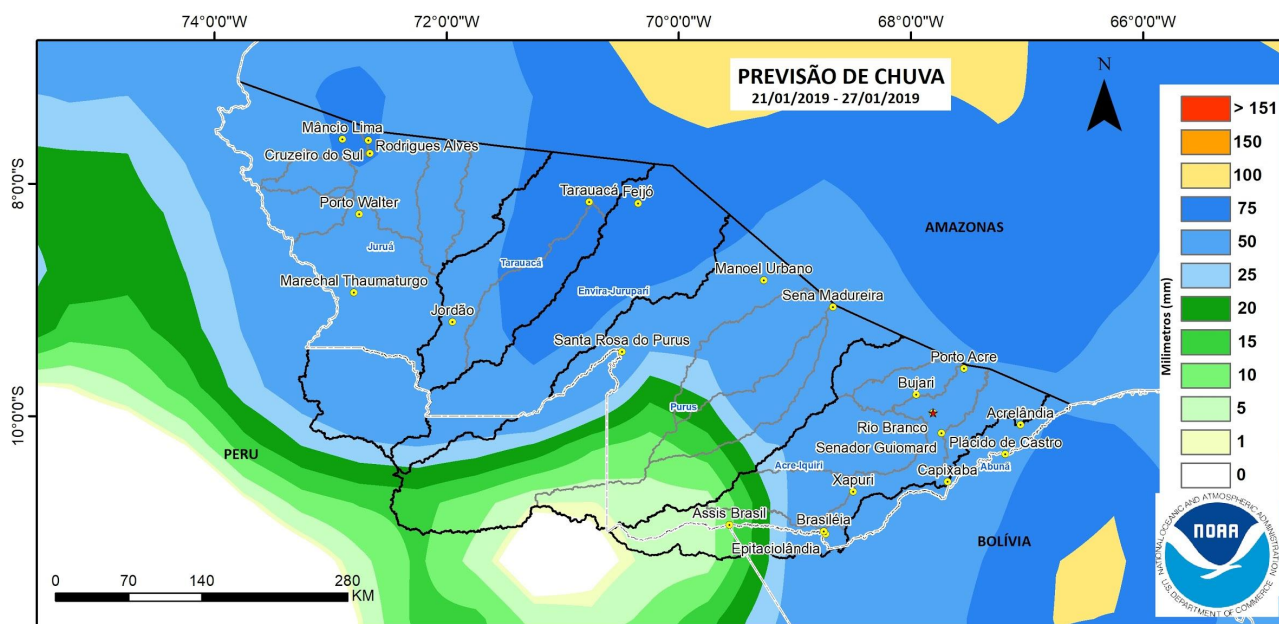 74°0'0"W
72°0'0"W
70°0'0"W
68°0'0"W
66°0'0"W
8°0'0"S
10°0'0"S
PREVISÃO DE CHUVA
21/01/2019 - 27/01/2019
N
Mâncio Lima
Rodrigues Alves
Cruzeiro do Sul
Porto Walter
Juruá
Marechal Thaumaturgo
Jordão
Tarauacá
Feijó
Tarauacá
Envira-Jurupari
AMAZONAS
Manoel Urbano
Sena Madureira
Santa Rosa do Purus
Porto Acre
Bujari
Purus
Rio Branco
Acrelândia
Senador Guiomard
Plácido de Castro
Acre-Iquiri
Capixaba
Abunã
Xapuri
PERU
Assis Brasil
Brasiléia
Epitaciolândia
BOLÍVIA
Milimetros (mm)
> 151
150
100
75
50
25
20
15
10
5
1
0
0 70 140 280
KM
NATIONAL OCEANIC AND ATMOSPHERIC ADMINISTRATION
NOAA
U.S. DEPARTMENT OF COMMERCE